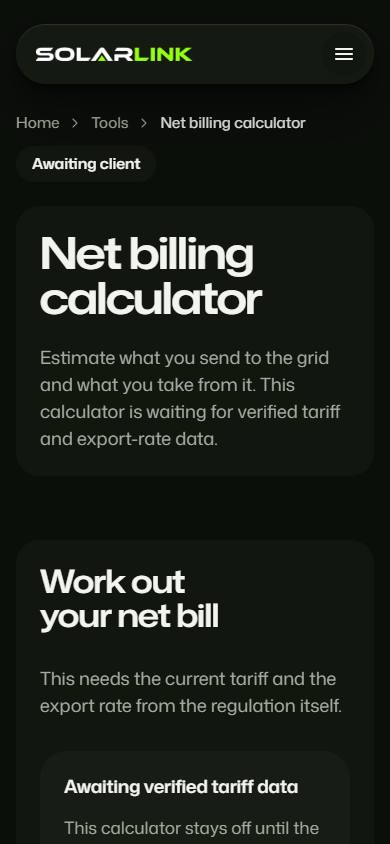 SOLARLINK
Home > Tools > Net billing calculator
Awaiting client
Net billing
calculator
Estimate what you send to the grid
and what you take from it. This
calculator is waiting for verified tariff
and export-rate data.
Work out
your net bill
This needs the current tariff and the
export rate from the regulation itself.
Awaiting verified tariff data
This calculator stays off until the